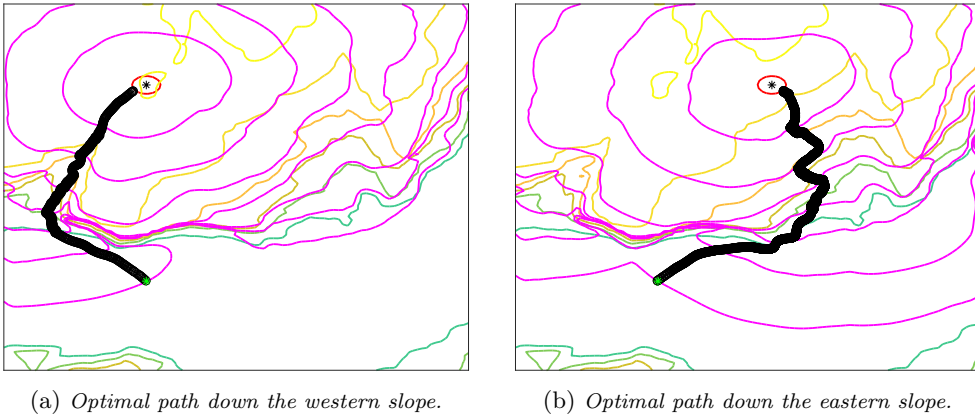 (a) Optimal path down the western slope.
(b) Optimal path down the eastern slope.